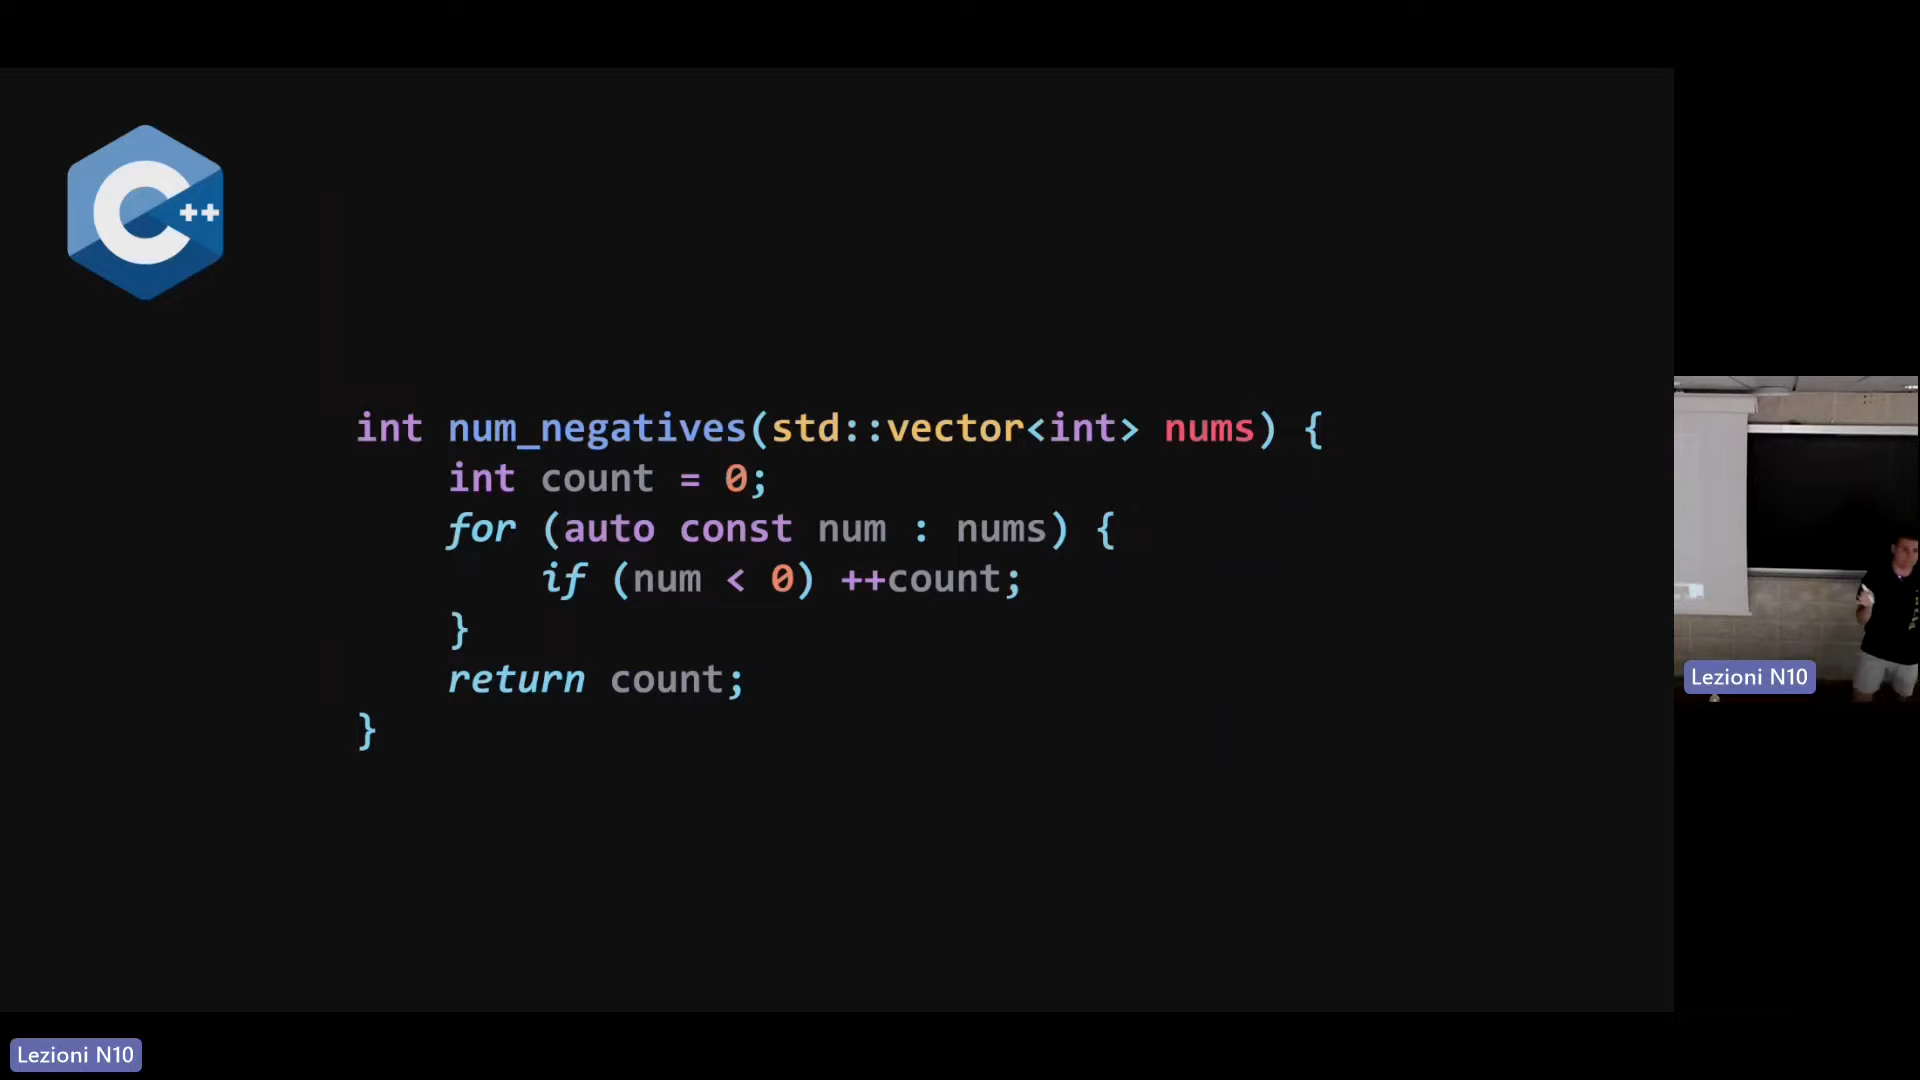 C++
int num_negatives(std::vector<int> nums) {
    int count = 0;
    for (auto const num : nums) {
        if (num < 0) ++count;
    }
    return count;
}
Lezioni N10
Lezioni N10